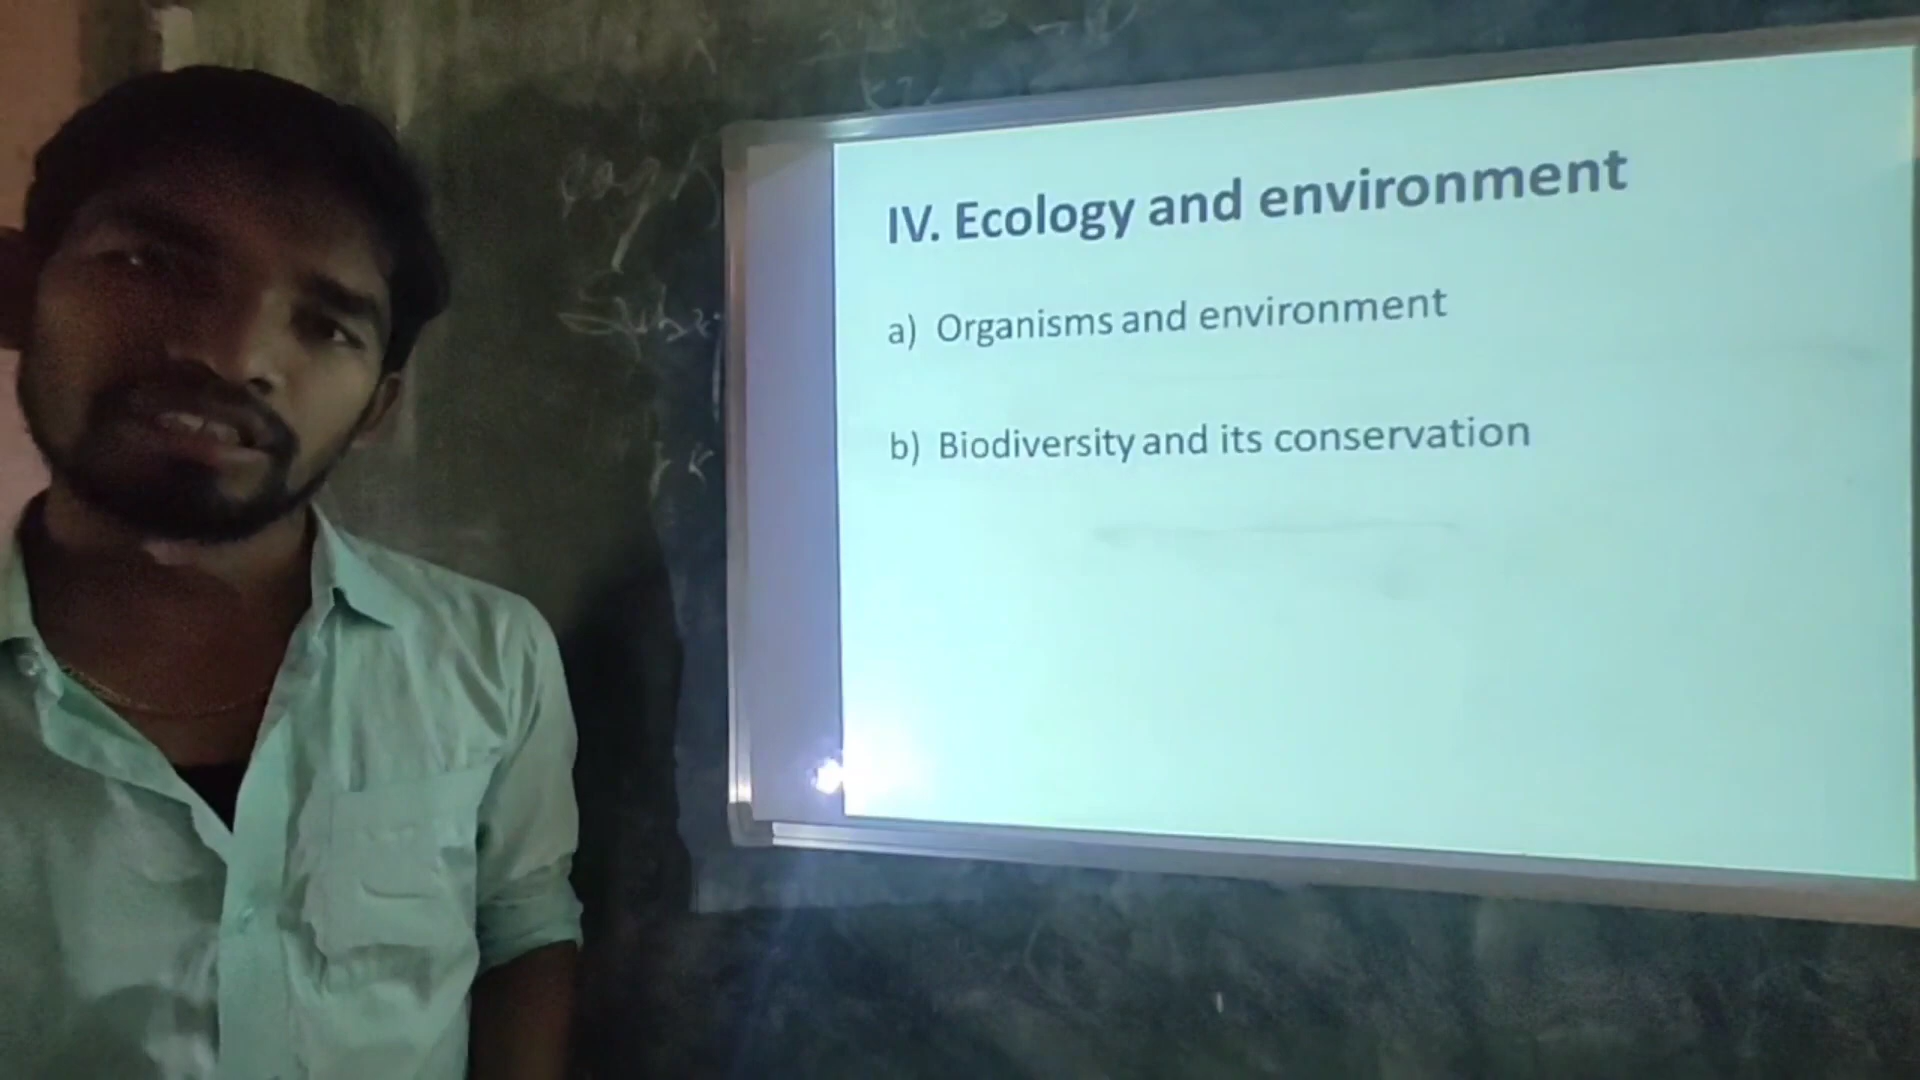 IV. Ecology and environment
a) Organisms and environment
b) Biodiversity and its conservation